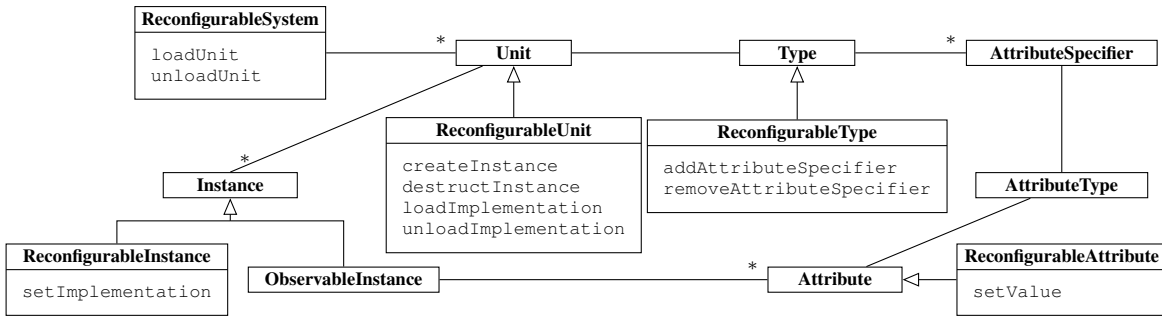 ReconfigurableSystem
loadUnit
unloadUnit
*
Unit
Type
*
AttributeSpecifier
ReconfigurableUnit
createInstance
destructInstance
loadImplementation
unloadImplementation
ReconfigurableType
addAttributeSpecifier
removeAttributeSpecifier
*
Instance
AttributeType
ReconfigurableInstance
setImplementation
ObservableInstance
*
Attribute
ReconfigurableAttribute
setValue